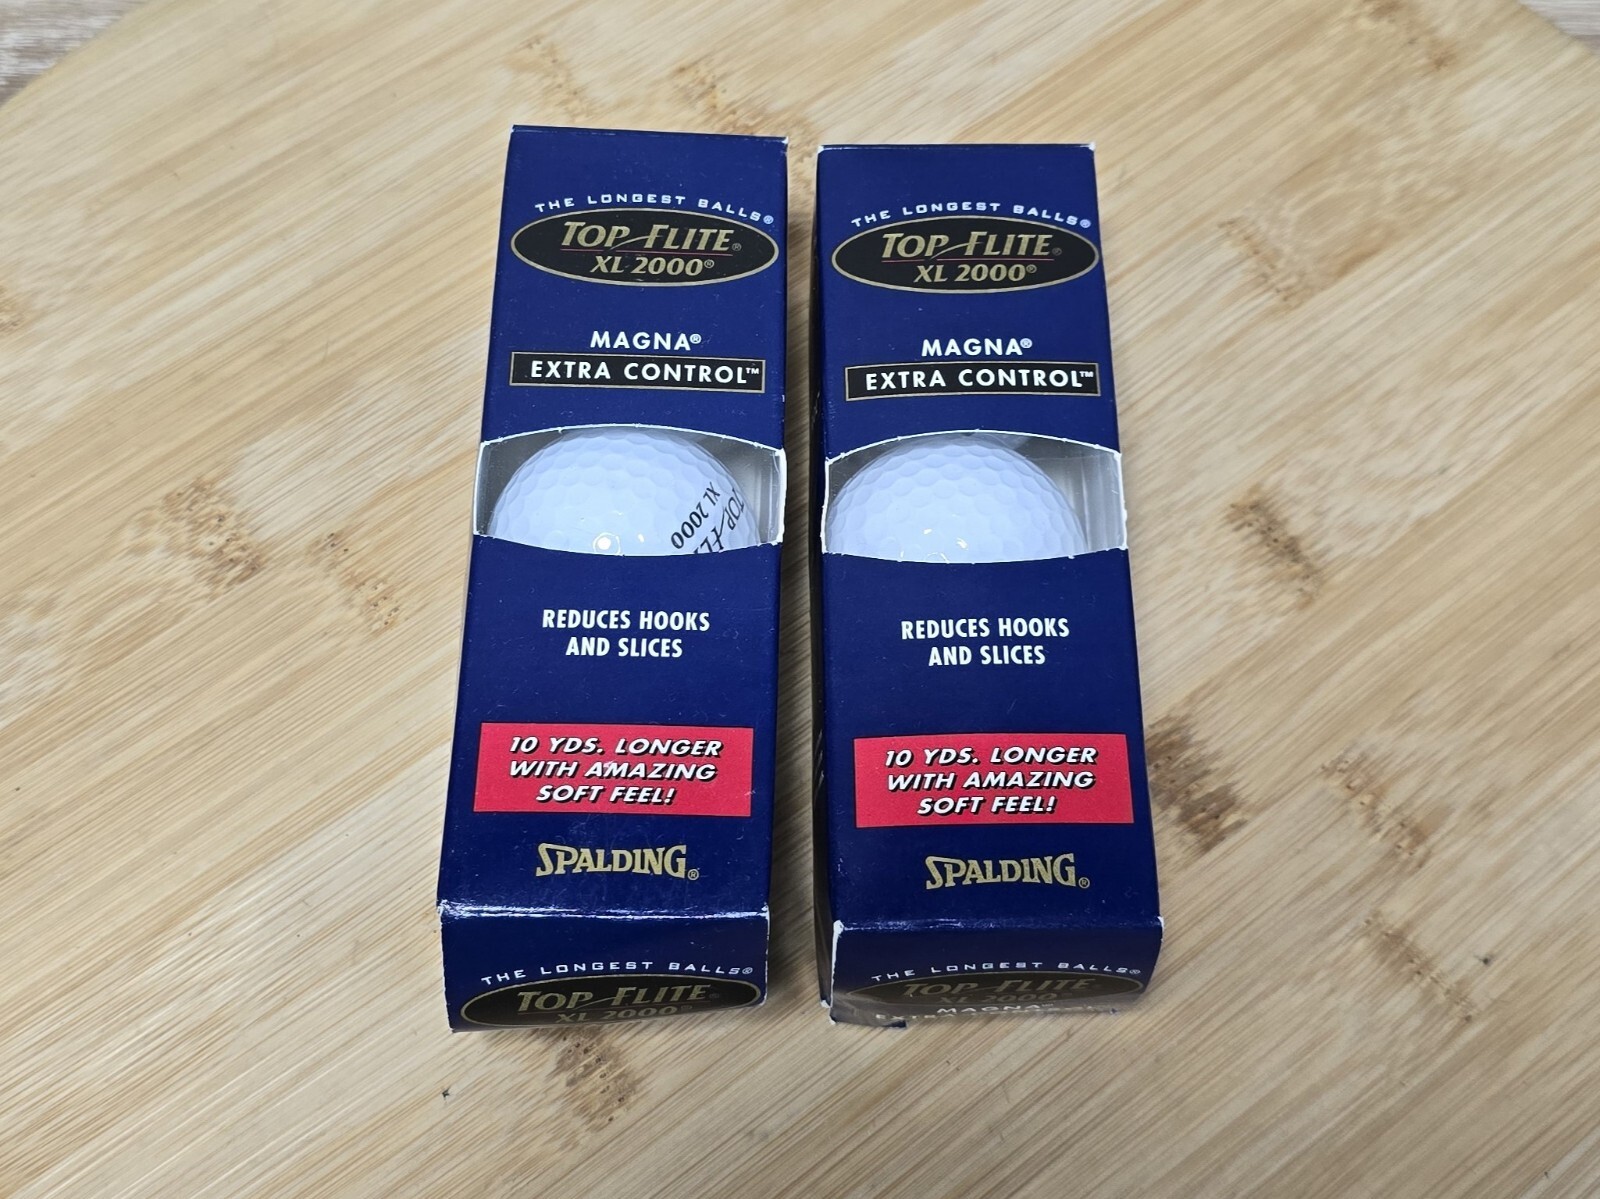 THE LONGEST BALLS®
TOP FLITE®
XL 2000®
MAGNA®
EXTRA CONTROL™
XL 2000
TOP FL
REDUCES HOOKS
AND SLICES
10 YDS. LONGER
WITH AMAZING
SOFT FEEL!
SPALDING®
THE LONGEST BALLS®
TOP FLITE®
XL 2000®
THE LONGEST BALLS®
TOP FLITE®
XL 2000®
MAGNA®
EXTRA CONTROL™
REDUCES HOOKS
AND SLICES
10 YDS. LONGER
WITH AMAZING
SOFT FEEL!
SPALDING®
THE LONGEST BALLS®
TOP FLITE
XL 2000®
MAGNA®
EXTRA